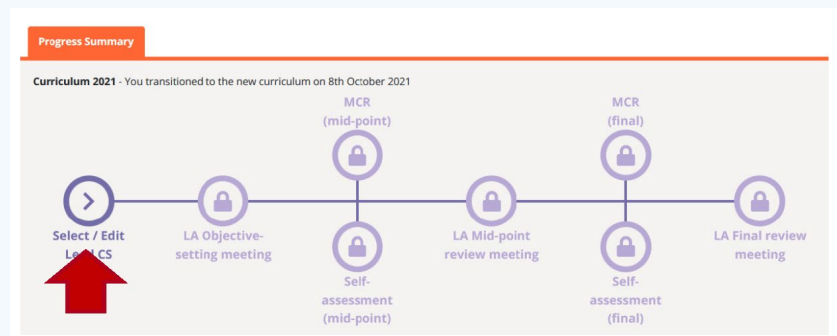 Progress Summary
Curriculum 2021 - You transitioned to the new curriculum on 8th October 2021
MCR
(mid-point)
MCR
(final)
Select / Edit
CS
LA Objective-
setting meeting
LA Mid-point
review meeting
LA Final review
meeting
Self-
assessment
(mid-point)
Self-
assessment
(final)